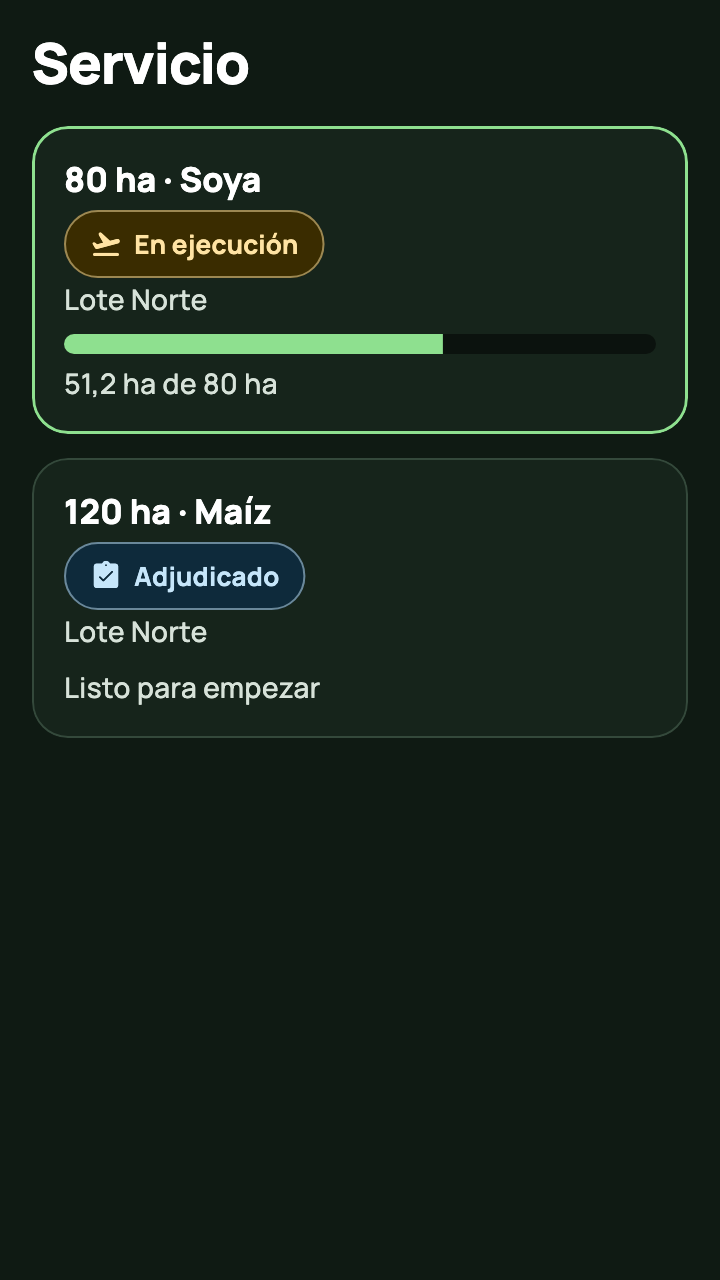 Servicio
80 ha · Soya
En ejecución
Lote Norte
51,2 ha de 80 ha
120 ha · Maíz
Adjudicado
Lote Norte
Listo para empezar